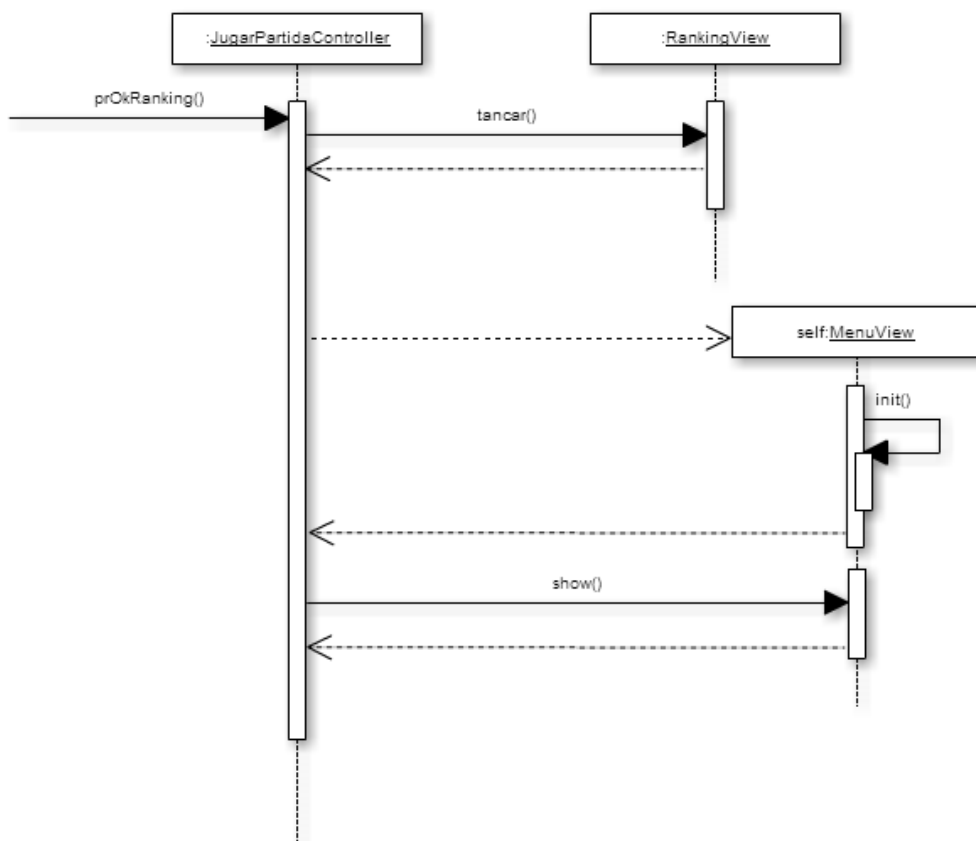 :JugarPartidaController
:RankingView
prOkRanking()
tancar()
self:MenuView
init()
show()